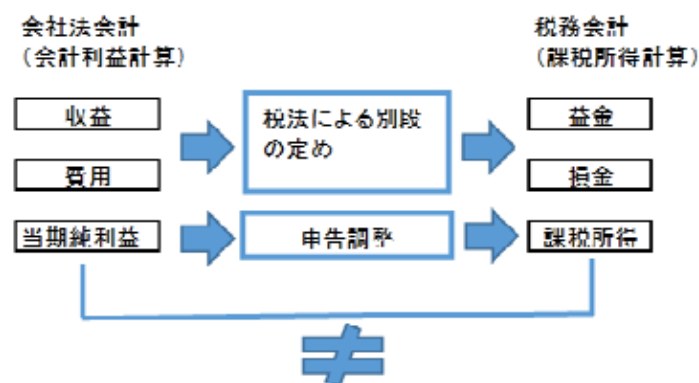 会社法会計
（会計利益計算）
税務会計
（課税所得計算）
収益
税法による別段
の定め
益金
費用
損金
当期純利益
申告調整
課税所得
≠